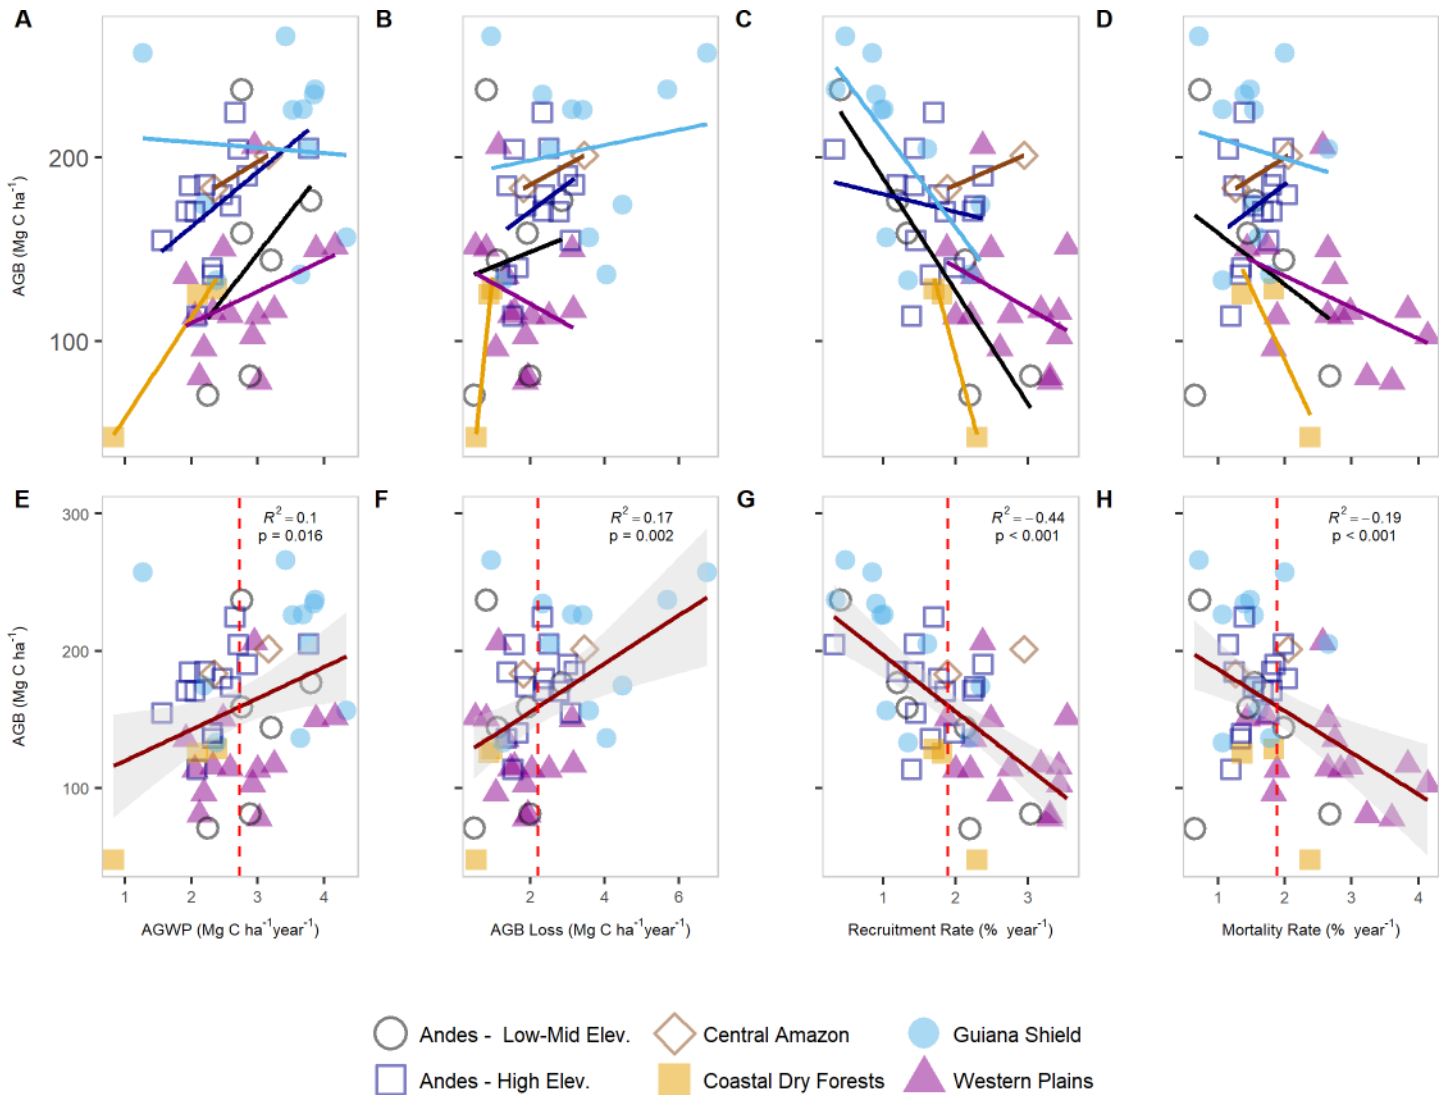 A B C D
AGB (Mg C ha⁻¹)
200
100
E F G H
AGB (Mg C ha⁻¹)
300
200
100
R² = 0.1
p = 0.016
R² = 0.17
p = 0.002
R² = −0.44
p < 0.001
R² = −0.19
p < 0.001
1 2 3 4
2 4 6
1 2 3
1 2 3 4
AGWP (Mg C ha⁻¹year⁻¹)
AGB Loss (Mg C ha⁻¹year⁻¹)
Recruitment Rate (% year⁻¹)
Mortality Rate (% year⁻¹)
Andes - Low-Mid Elev.
Central Amazon
Guiana Shield
Andes - High Elev.
Coastal Dry Forests
Western Plains